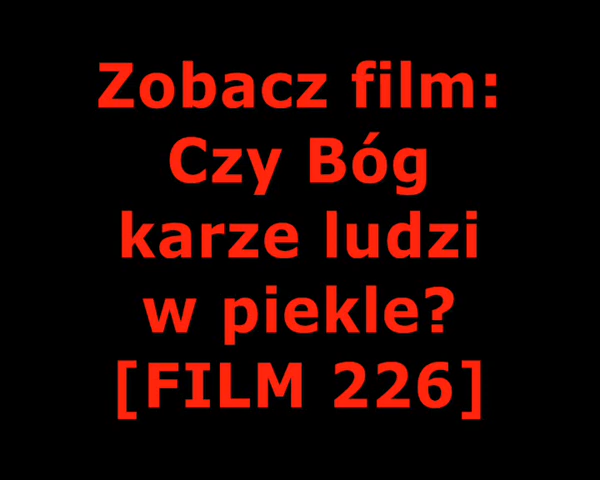 Zobacz film:
Czy Bóg
karze ludzi
w piekle?
[FILM 226]